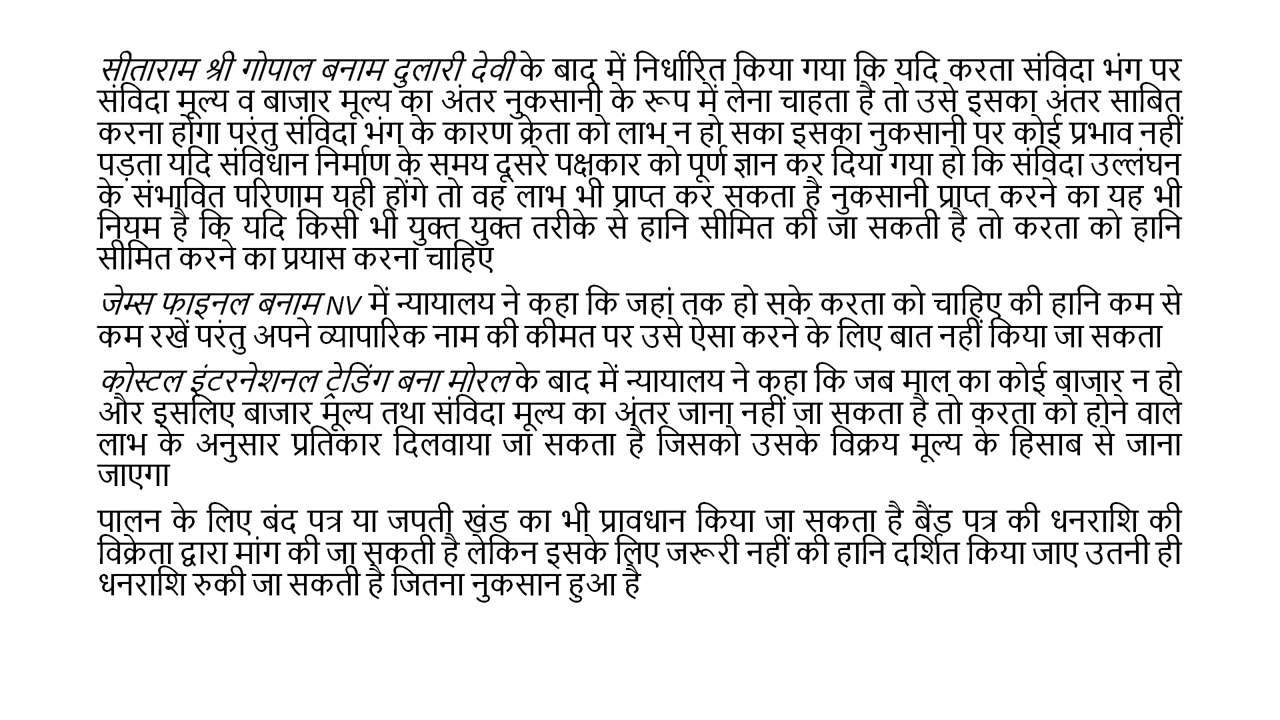 सीताराम श्री गोपाल बनाम दुलारी देवी के बाद में निर्धारित किया गया कि यदि करता संविदा भंग पर
संविदा मूल्य व बाजार मूल्य का अंतर नुकसानी के रूप में लेना चाहता है तो उसे इसका अंतर साबित
करना होगा परंतु संविदा भंग के कारण क्रेता को लाभ न हो सका इसका नुकसानी पर कोई प्रभाव नहीं
पड़ता यदि संविधान निर्माण के समय दूसरे पक्षकार को पूर्ण ज्ञान कर दिया गया हो कि संविदा उल्लंघन
के संभावित परिणाम यही होंगे तो वह लाभ भी प्राप्त कर सकता है नुकसानी प्राप्त करने का यह भी
नियम है कि यदि किसी भी युक्त युक्त तरीके से हानि सीमित की जा सकती है तो करता को हानि
सीमित करने का प्रयास करना चाहिए
जेम्स फाइनल बनाम NV में न्यायालय ने कहा कि जहां तक हो सके करता को चाहिए की हानि कम से
कम रखें परंतु अपने व्यापारिक नाम की कीमत पर उसे ऐसा करने के लिए बात नहीं किया जा सकता
कोस्टल इंटरनेशनल ट्रेडिंग बना मोरल के बाद में न्यायालय ने कहा कि जब माल का कोई बाजार न हो
और इसलिए बाजार मूल्य तथा संविदा मूल्य का अंतर जाना नहीं जा सकता है तो करता को होने वाले
लाभ के अनुसार प्रतिकार दिलवाया जा सकता है जिसको उसके विक्रय मूल्य के हिसाब से जाना
जाएगा
पालन के लिए बंद पत्र या जपती खंड का भी प्रावधान किया जा सकता है बैंड पत्र की धनराशि की
विक्रेता द्वारा मांग की जा सकती है लेकिन इसके लिए जरूरी नहीं की हानि दर्शित किया जाए उतनी ही
धनराशि रुकी जा सकती है जितना नुकसान हुआ है